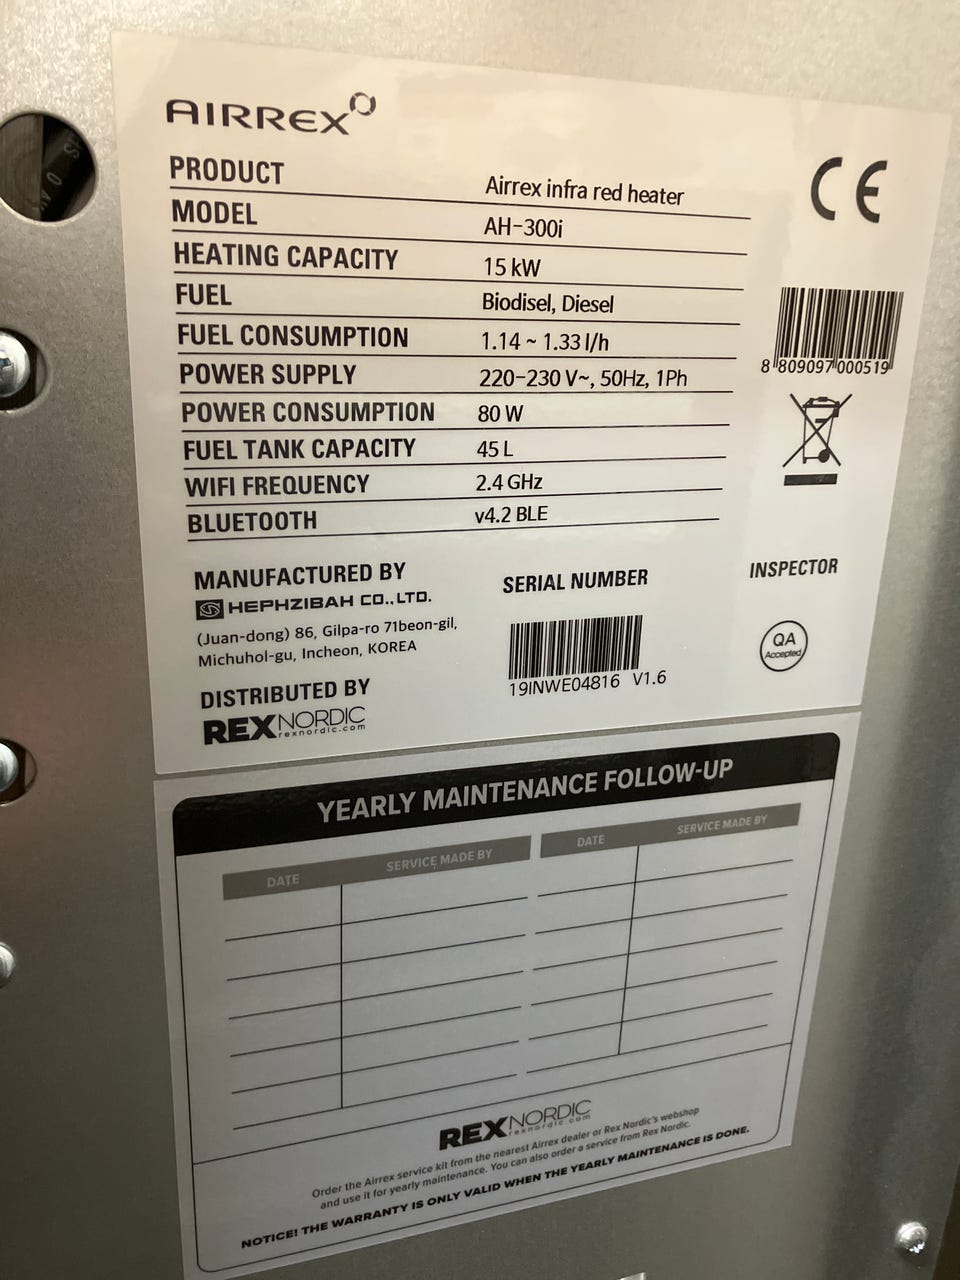 AIRREX
PRODUCT Airrex infra red heater
MODEL AH-300i
HEATING CAPACITY 15 kW
FUEL Biodisel, Diesel
FUEL CONSUMPTION 1.14 ~ 1.33 l/h
POWER SUPPLY 220-230 V~, 50Hz, 1Ph
POWER CONSUMPTION 80 W
FUEL TANK CAPACITY 45 L
WIFI FREQUENCY 2.4 GHz
BLUETOOTH v4.2 BLE
CE
8 809097 000519
MANUFACTURED BY
HEPHZIBAH CO.,LTD.
(Juan-dong) 86, Gilpa-ro 71beon-gil,
Michuhol-gu, Incheon, KOREA
DISTRIBUTED BY
REXNORDIC
rexnordic.com
SERIAL NUMBER
19INWE04816 V1.6
INSPECTOR
QA
Accepted
YEARLY MAINTENANCE FOLLOW-UP
DATE SERVICE MADE BY DATE SERVICE MADE BY
REXNORDIC
rexnordic.com
Order the Airrex service kit from the nearest Airrex dealer or Rex Nordic's webshop
and use it for yearly maintenance. You can also order a service from Rex Nordic.
NOTICE! THE WARRANTY IS ONLY VALID WHEN THE YEARLY MAINTENANCE IS DONE.